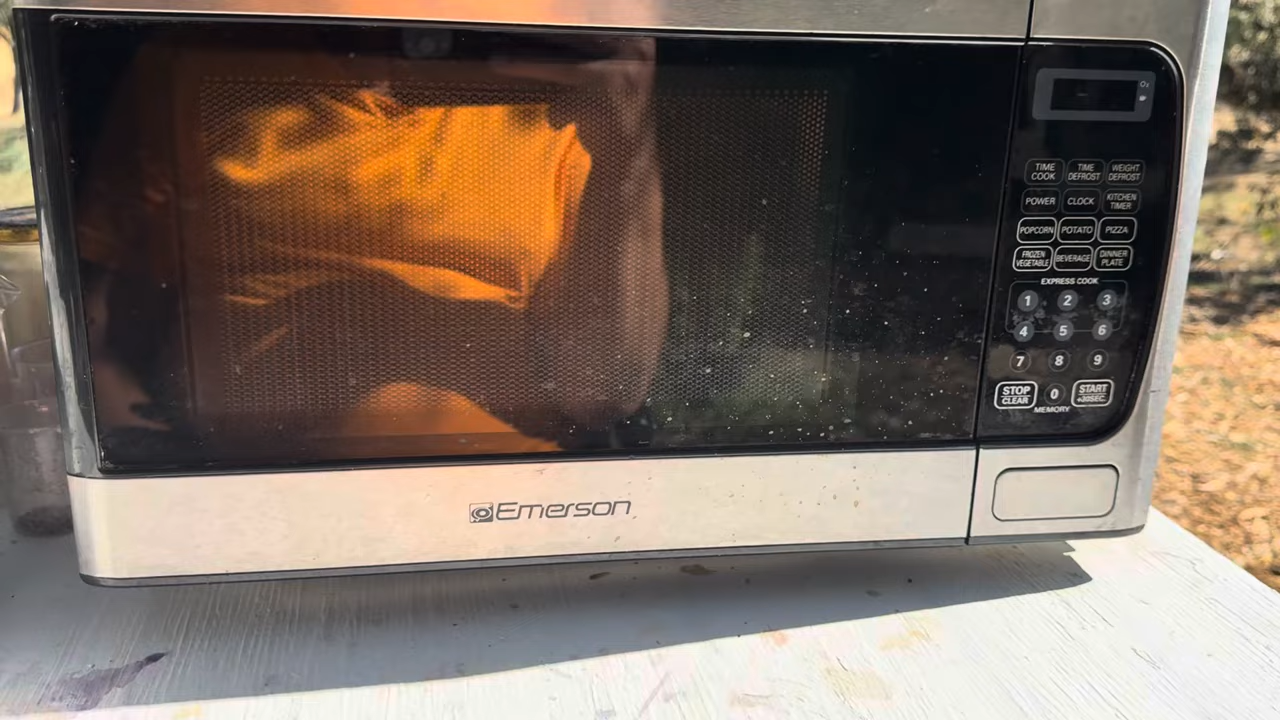 TIME COOK
TIME DEFROST
WEIGHT DEFROST
POWER
CLOCK
KITCHEN TIMER
POPCORN
POTATO
PIZZA
FROZEN VEGETABLE
BEVERAGE
DINNER PLATE
EXPRESS COOK
1 2 3
4 5 6
7 8 9
STOP CLEAR
0
START +30SEC.
MEMORY
Emerson